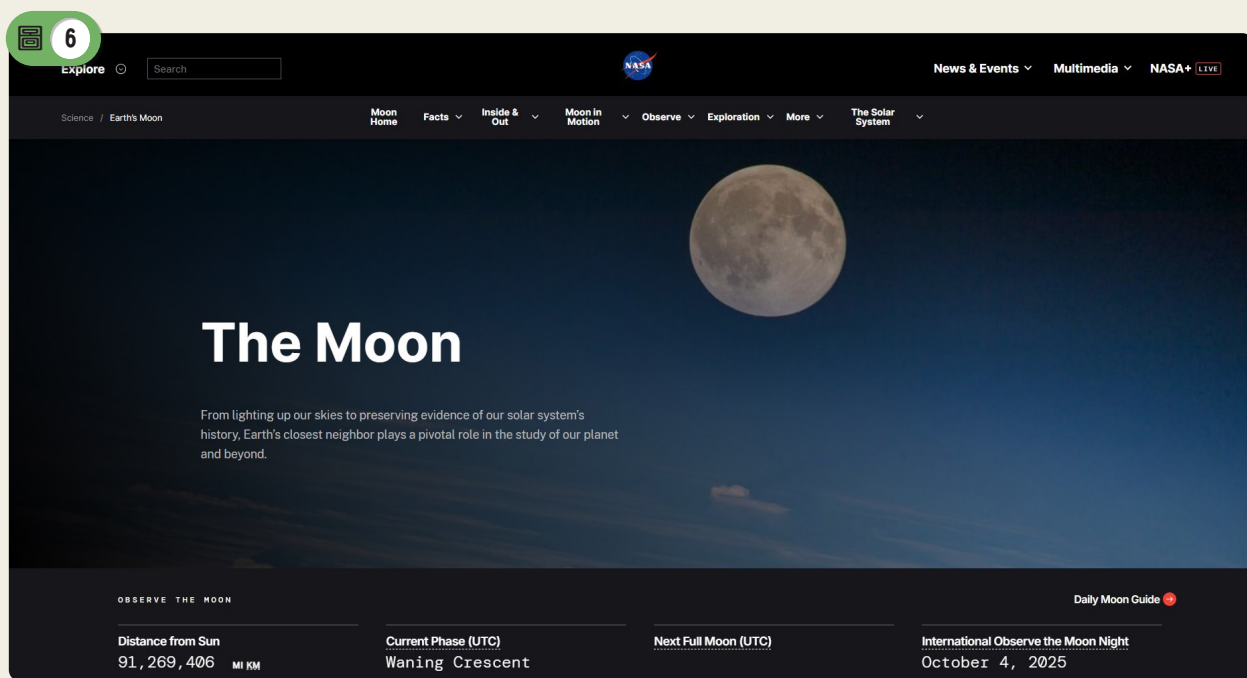 6
Explore
Search
NASA
News & Events
Multimedia
NASA+ LIVE
Science / Earth's Moon
Moon Home
Facts
Inside & Out
Moon in Motion
Observe
Exploration
More
The Solar System
The Moon
From lighting up our skies to preserving evidence of our solar system's
history, Earth's closest neighbor plays a pivotal role in the study of our planet
and beyond.
OBSERVE THE MOON
Daily Moon Guide
Distance from Sun
91,269,406 MI KM
Current Phase (UTC)
Waning Crescent
Next Full Moon (UTC)
International Observe the Moon Night
October 4, 2025